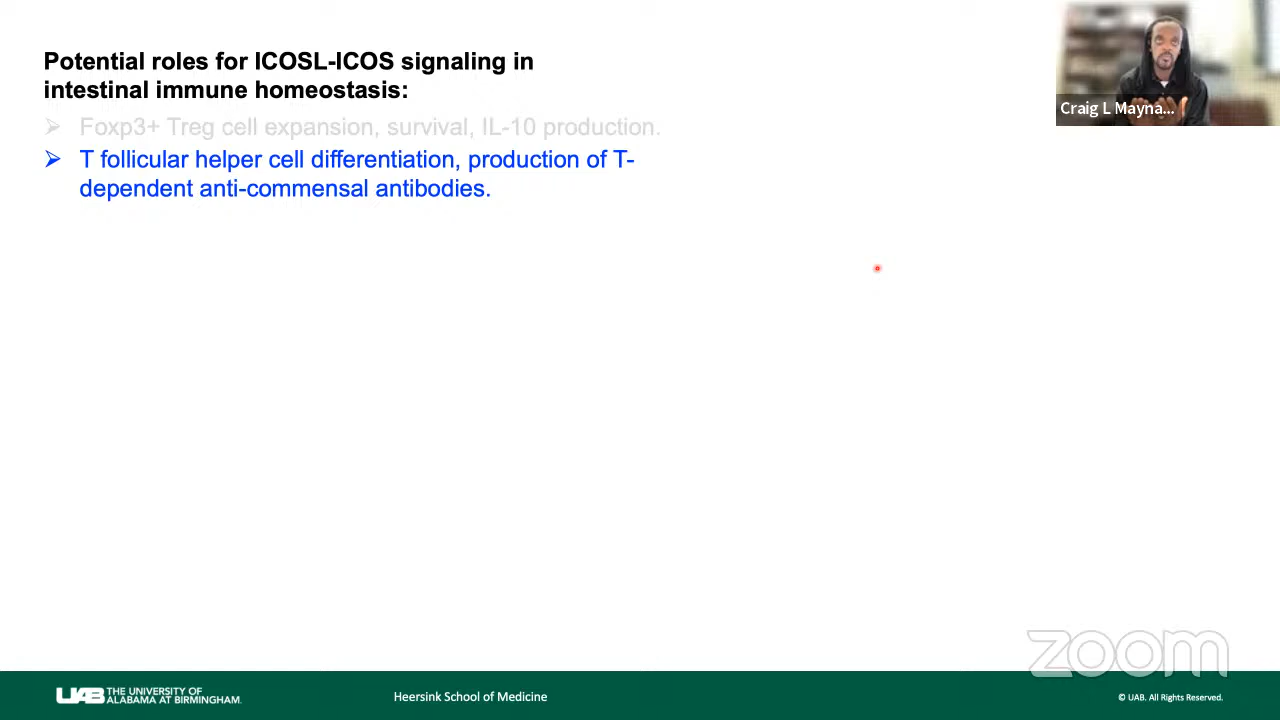 Potential roles for ICOSL-ICOS signaling in
intestinal immune homeostasis:
➢ Foxp3+ Treg cell expansion, survival, IL-10 production.
➢ T follicular helper cell differentiation, production of T-
dependent anti-commensal antibodies.
Craig L Mayna...
zoom
UAB THE UNIVERSITY OF
ALABAMA AT BIRMINGHAM.
Heersink School of Medicine
© UAB. All Rights Reserved.